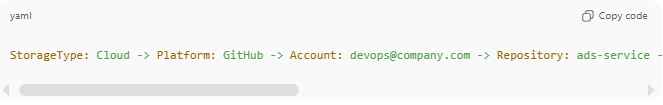 yaml
Copy code
StorageType: Cloud -> Platform: GitHub -> Account: devops@company.com -> Repository: ads-service -